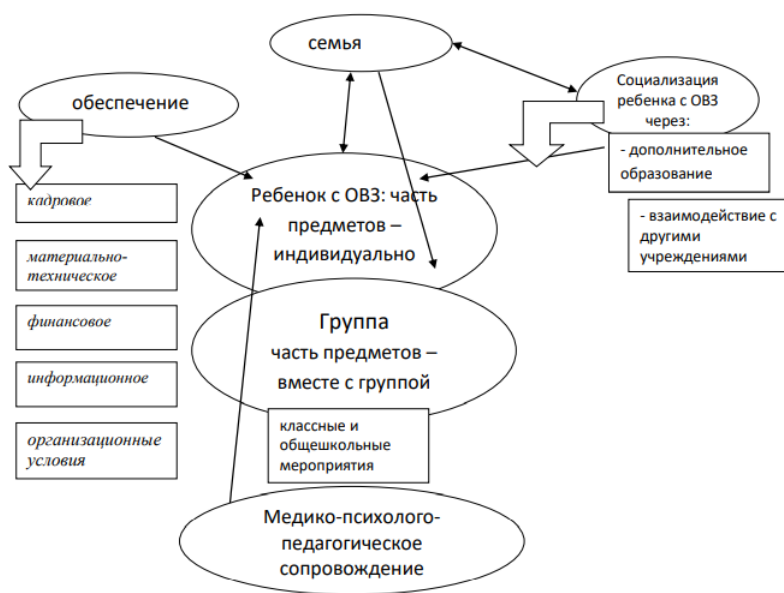 семья
обеспечение
Социализация
ребенка с ОВЗ
через:
- дополнительное
образование
- взаимодействие с
другими
учреждениями
Ребенок с ОВЗ: часть
предметов –
индивидуально
кадровое
материально-
техническое
финансовое
информационное
организационные
условия
Группа
часть предметов –
вместе с группой
классные и
общешкольные
мероприятия
Медико-психолого-
педагогическое
сопровождение